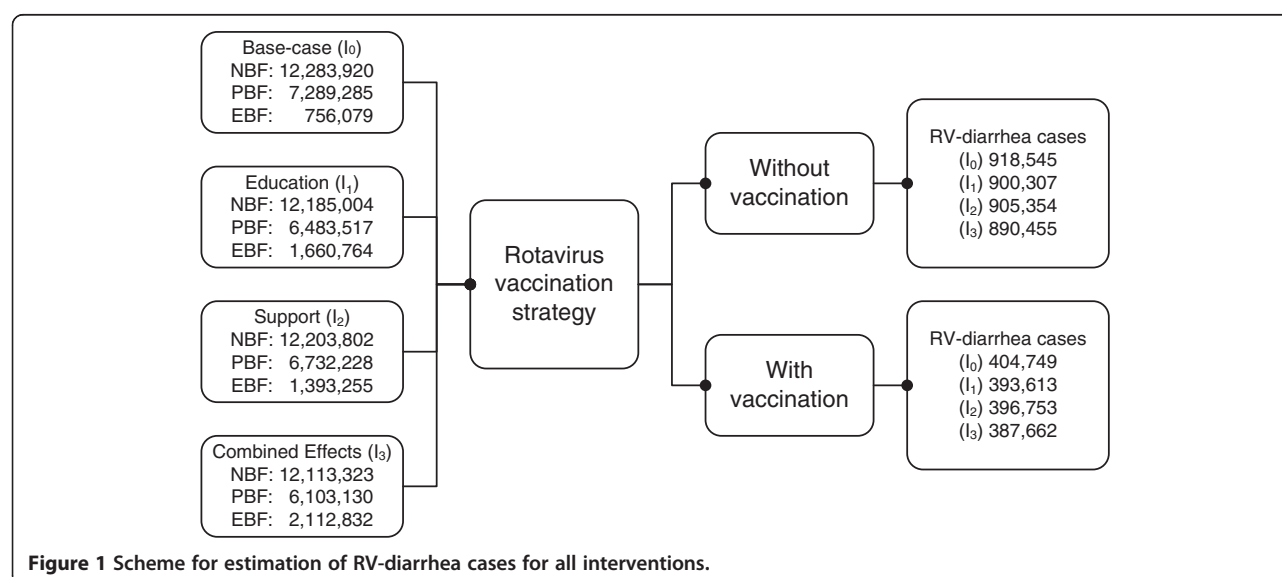 Base-case (I₀)
NBF: 12,283,920
PBF: 7,289,285
EBF: 756,079
Education (I₁)
NBF: 12,185,004
PBF: 6,483,517
EBF: 1,660,764
Support (I₂)
NBF: 12,203,802
PBF: 6,732,228
EBF: 1,393,255
Combined Effects (I₃)
NBF: 12,113,323
PBF: 6,103,130
EBF: 2,112,832
Rotavirus
vaccination
strategy
Without
vaccination
With
vaccination
RV-diarrhea cases
(I₀) 918,545
(I₁) 900,307
(I₂) 905,354
(I₃) 890,455
RV-diarrhea cases
(I₀) 404,749
(I₁) 393,613
(I₂) 396,753
(I₃) 387,662
Figure 1 Scheme for estimation of RV-diarrhea cases for all interventions.